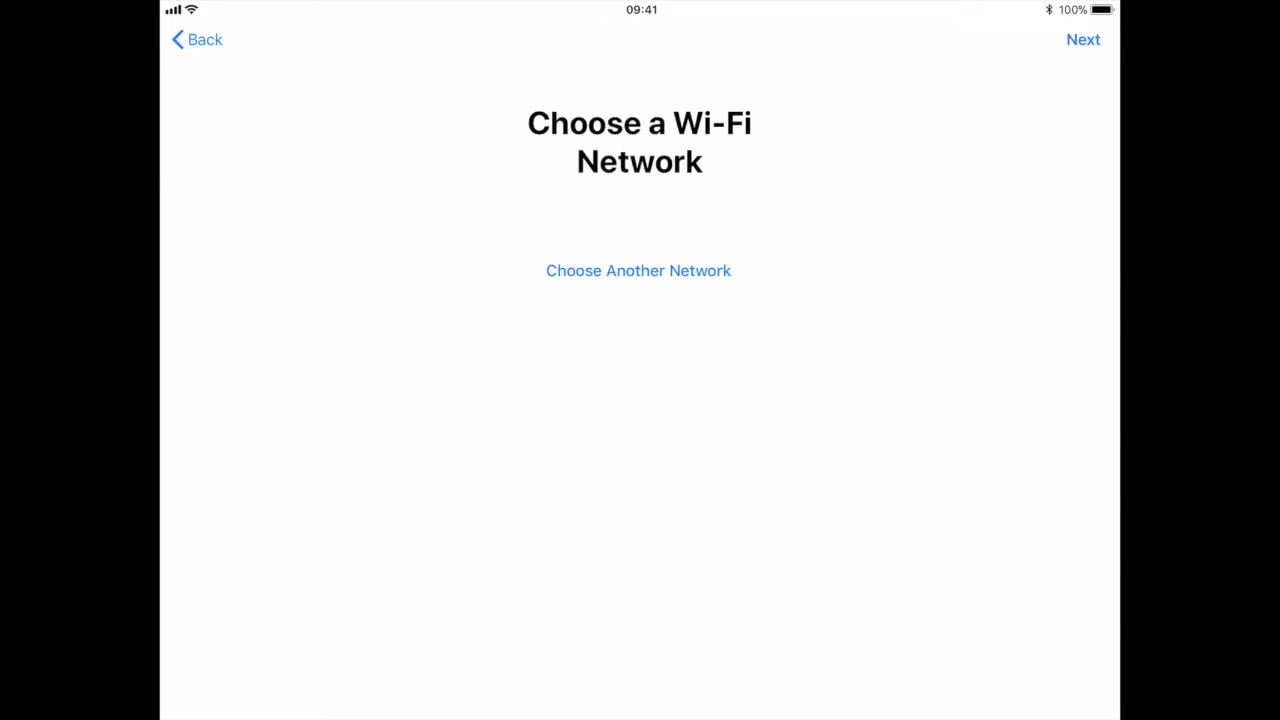 09:41
100%
Back
Next
Choose a Wi-Fi
Network
Choose Another Network